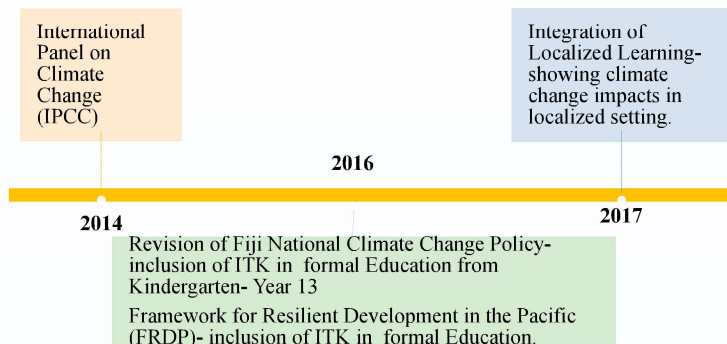 International
Panel on
Climate
Change
(IPCC)
Integration of
Localized Learning-
showing climate
change impacts in
localized setting.
2016
2014
2017
Revision of Fiji National Climate Change Policy-
inclusion of ITK in formal Education from
Kindergarten- Year 13
Framework for Resilient Development in the Pacific
(FRDP)- inclusion of ITK in formal Education.